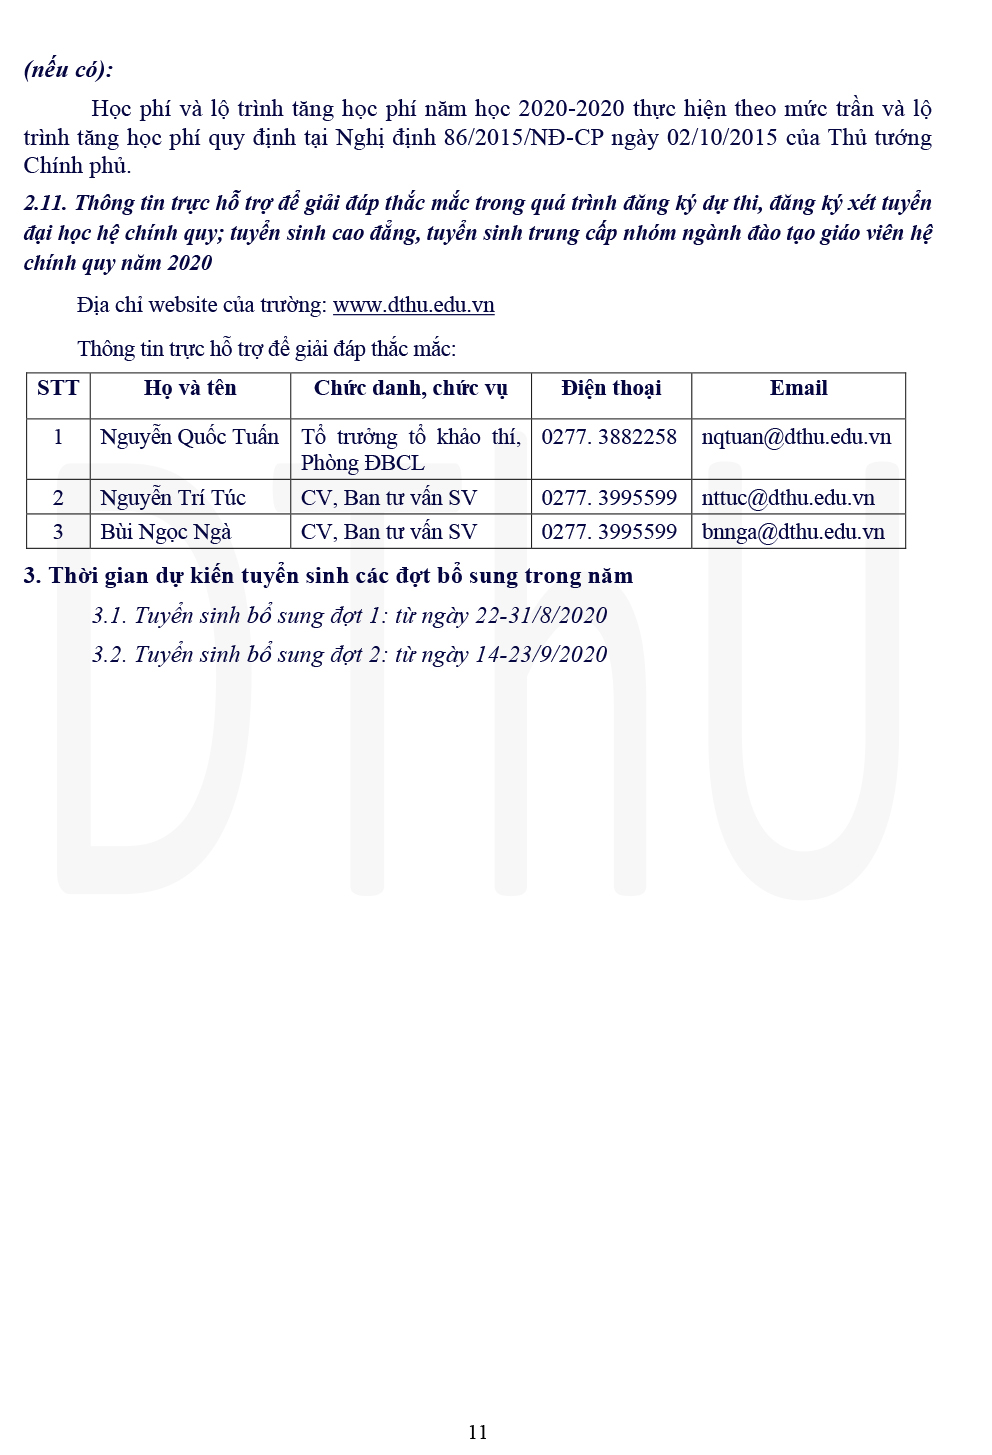 (nếu có):
Học phí và lộ trình tăng học phí năm học 2020-2020 thực hiện theo mức trần và lộ
trình tăng học phí quy định tại Nghị định 86/2015/NĐ-CP ngày 02/10/2015 của Thủ tướng
Chính phủ.
2.11. Thông tin trực hỗ trợ để giải đáp thắc mắc trong quá trình đăng ký dự thi, đăng ký xét tuyển
đại học hệ chính quy; tuyển sinh cao đẳng, tuyển sinh trung cấp nhóm ngành đào tạo giáo viên hệ
chính quy năm 2020
Địa chỉ website của trường: www.dthu.edu.vn
Thông tin trực hỗ trợ để giải đáp thắc mắc:
STT Họ và tên Chức danh, chức vụ Điện thoại Email
1 Nguyễn Quốc Tuấn Tổ trưởng tổ khảo thí, 0277. 3882258 nqtuan@dthu.edu.vn
Phòng ĐBCL
2 Nguyễn Trí Túc CV, Ban tư vấn SV 0277. 3995599 nttuc@dthu.edu.vn
3 Bùi Ngọc Ngà CV, Ban tư vấn SV 0277. 3995599 bnnga@dthu.edu.vn
3. Thời gian dự kiến tuyển sinh các đợt bổ sung trong năm
3.1. Tuyển sinh bổ sung đợt 1: từ ngày 22-31/8/2020
3.2. Tuyển sinh bổ sung đợt 2: từ ngày 14-23/9/2020
DThU
11